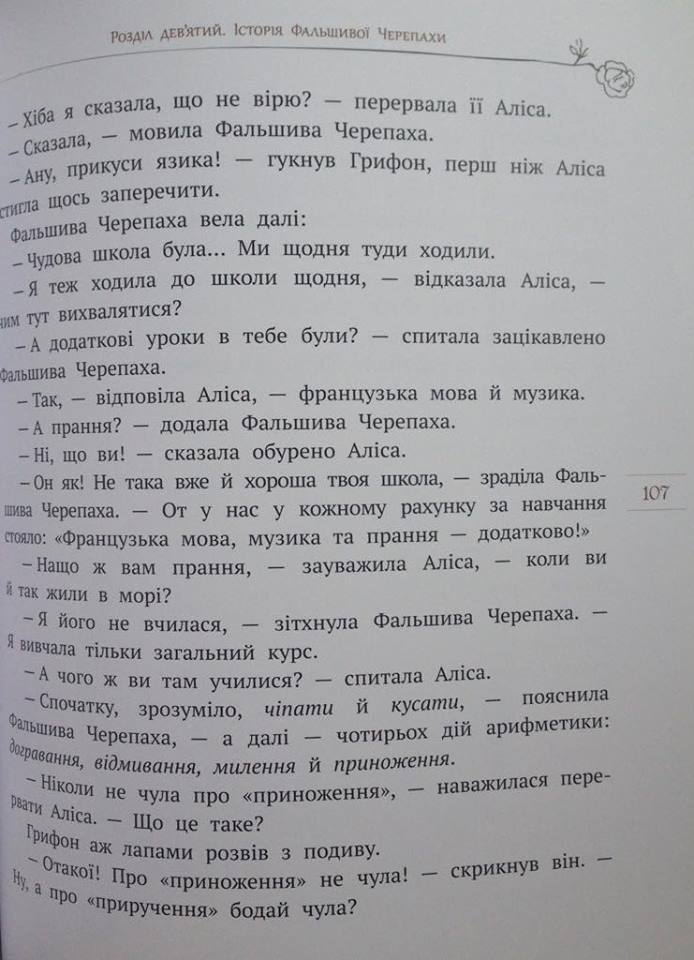 Розділ дев'ятий. Історія Фальшивої Черепахи
– Хіба я сказала, що не вірю? — перервала її Аліса.
– Сказала, — мовила Фальшива Черепаха.
– Ану, прикуси язика! — гукнув Грифон, перш ніж Аліса
стигла щось заперечити.
Фальшива Черепаха вела далі:
– Чудова школа була... Ми щодня туди ходили.
– Я теж ходила до школи щодня, — відказала Аліса, —
чим тут вихвалятися?
– А додаткові уроки в тебе були? — спитала зацікавлено
Фальшива Черепаха.
– Так, — відповіла Аліса, — французька мова й музика.
– А прання? — додала Фальшива Черепаха.
– Ні, що ви! — сказала обурено Аліса.
– Он як! Не така вже й хороша твоя школа, — зраділа Фаль-
шива Черепаха. — От у нас у кожному рахунку за навчання
стояло: «Французька мова, музика та прання — додатково!»
107
– Нащо ж вам прання, — зауважила Аліса, — коли ви
й так жили в морі?
– Я його не вчилася, — зітхнула Фальшива Черепаха. —
Я вивчала тільки загальний курс.
– А чого ж ви там училися? — спитала Аліса.
– Спочатку, зрозуміло, чіпати й кусати, — пояснила
Фальшива Черепаха, — а далі — чотирьох дій арифметики:
догравання, відмивання, милення й приноження.
– Ніколи не чула про «приноження», — наважилася пере-
рвати Аліса. — Що це таке?
Грифон аж лапами розвів з подиву.
– Отакої! Про «приноження» не чула! — скрикнув він. —
Ну, а про «приручення» бодай чула?